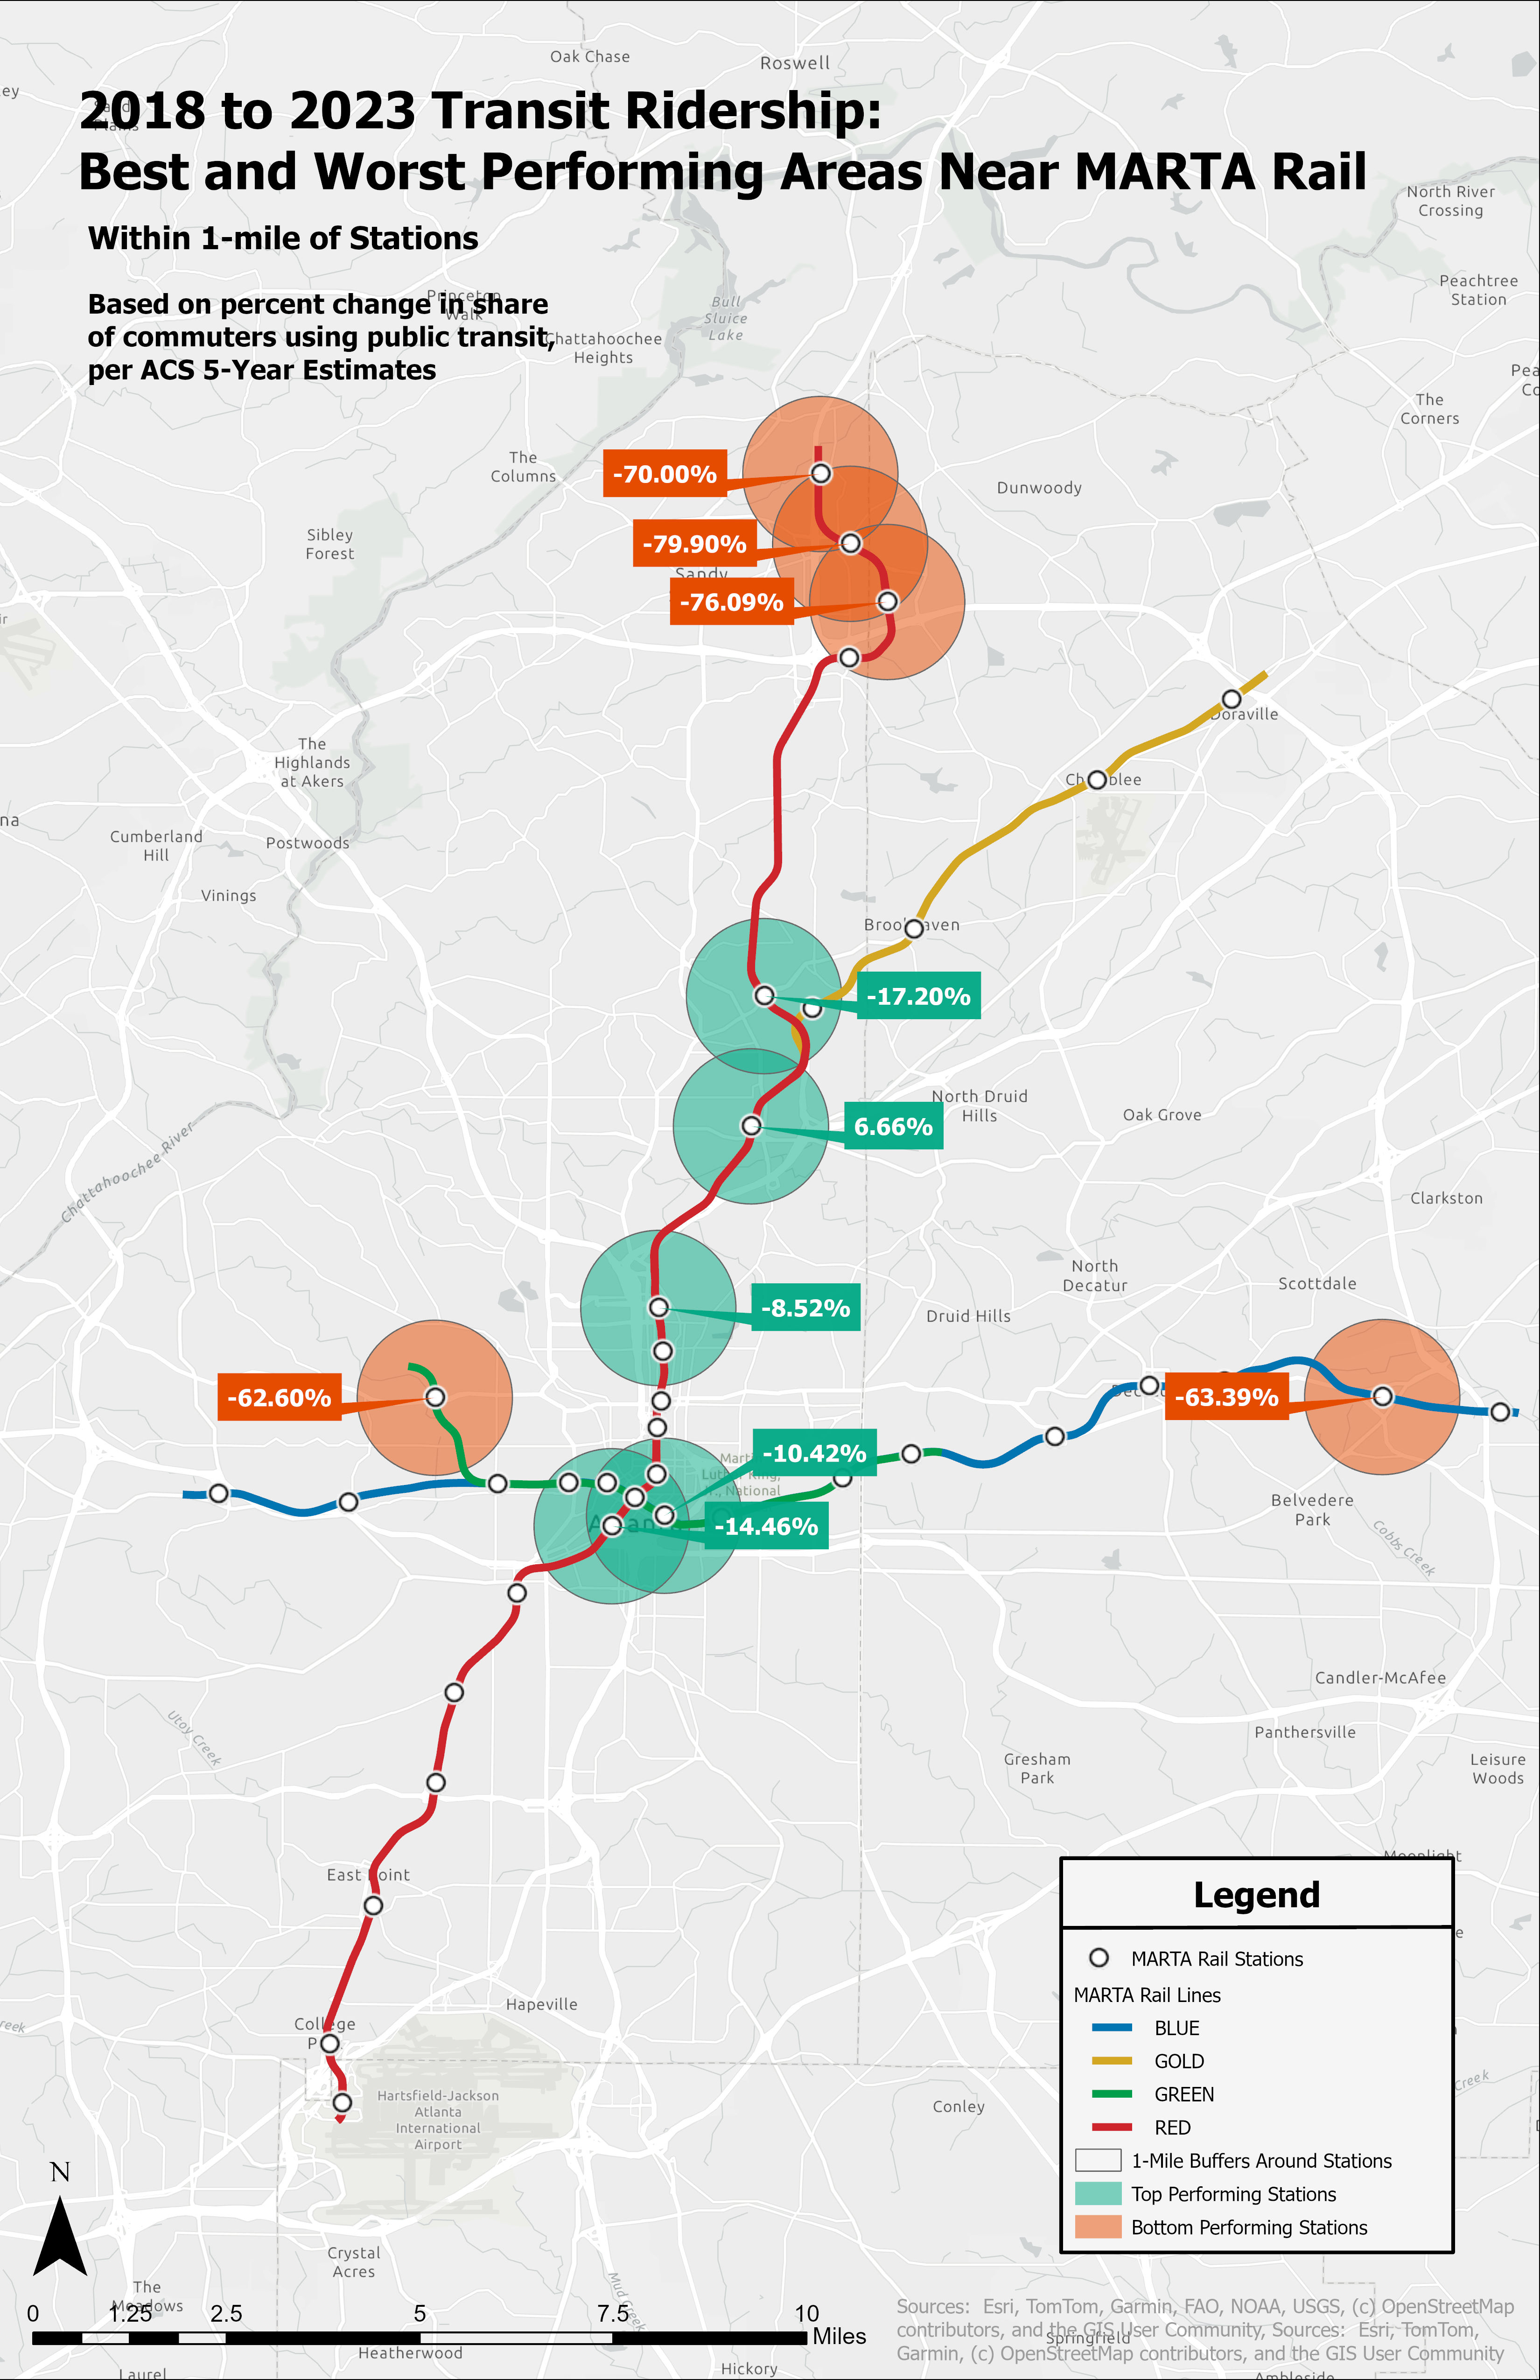 Oak Chase
Roswell
2018 to 2023 Transit Ridership:
Best and Worst Performing Areas Near MARTA Rail
North River
Crossing
Within 1-mile of Stations
Peachtree
Station
Based on percent change in share
of commuters using public transit,
per ACS 5-Year Estimates
Princeton
Walk
Bull
Sluice
Lake
Chattahoochee
Heights
The
Corners
The
Columns
-70.00%
Dunwoody
Sibley
Forest
-79.90%
Sandy
-76.09%
Doraville
The
Highlands
at Akers
Cumberland
Hill
Postwoods
Vinings
-17.20%
North Druid
Hills
Oak Grove
6.66%
Chattahoochee River
Clarkston
North
Decatur
Scottdale
-8.52%
Druid Hills
-62.60%
-63.39%
-10.42%
National
-14.46%
Belvedere
Park
Cobbs Creek
Candler-McAfee
Utoy Creek
Panthersville
Gresham
Park
Leisure
Woods
Moonlight
East Point
Legend
MARTA Rail Stations
MARTA Rail Lines
BLUE
GOLD
GREEN
RED
1-Mile Buffers Around Stations
Top Performing Stations
Bottom Performing Stations
Hapeville
College
Hartsfield-Jackson
Atlanta
International
Airport
Conley
Creek
N
Crystal
Acres
The
Meadows
Mud Creek
0 1.25 2.5 5 7.5 10
Miles
Sources: Esri, TomTom, Garmin, FAO, NOAA, USGS, (c) OpenStreetMap
contributors, and the GIS User Community, Sources: Esri, TomTom,
Garmin, (c) OpenStreetMap contributors, and the GIS User Community
Springfield
Heatherwood
Hickory
Laurel
Ambleside